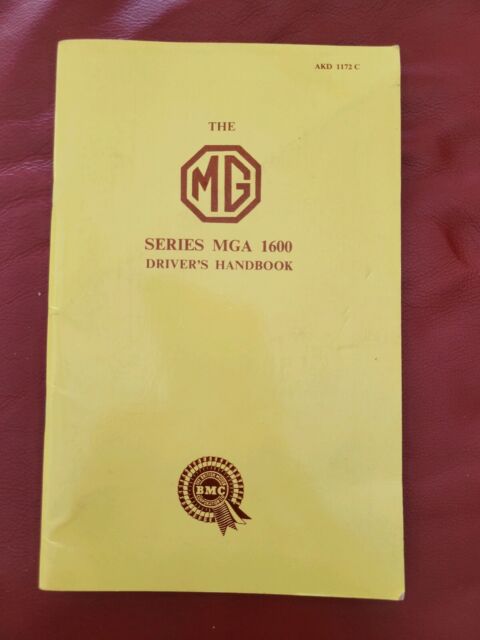 AKD 1172 C
THE
MG
SERIES MGA 1600
DRIVER'S HANDBOOK
BMC